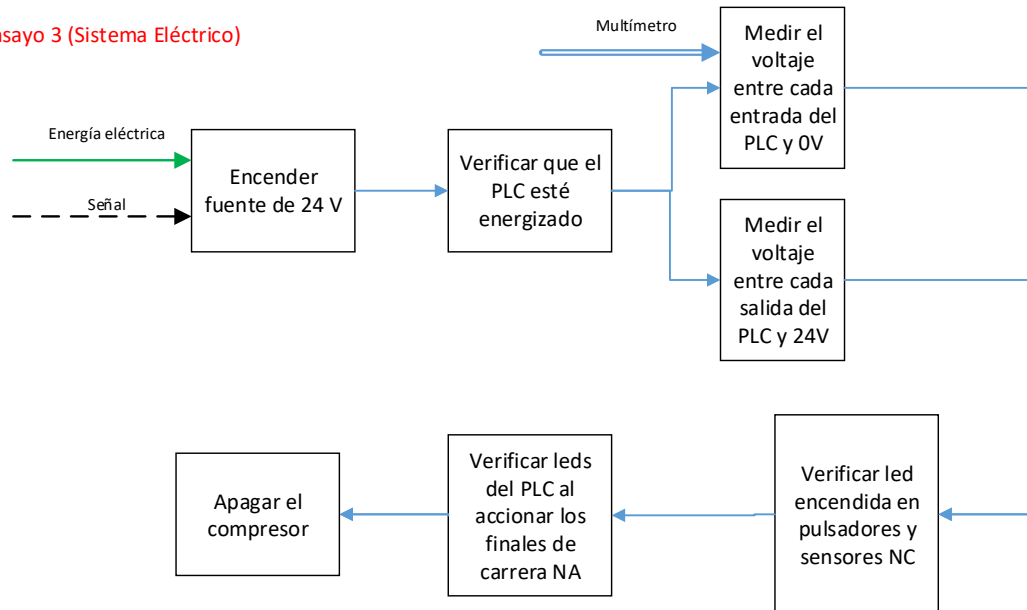 nsayo 3 (Sistema Eléctrico)
Multímetro
Medir el
voltaje
entre cada
entrada del
PLC y 0V
Energía eléctrica
Señal
Encender
fuente de 24 V
Verificar que el
PLC esté
energizado
Medir el
voltaje
entre cada
salida del
PLC y 24V
Apagar el
compresor
Verificar leds
del PLC al
accionar los
finales de
carrera NA
Verificar led
encendida en
pulsadores y
sensores NC